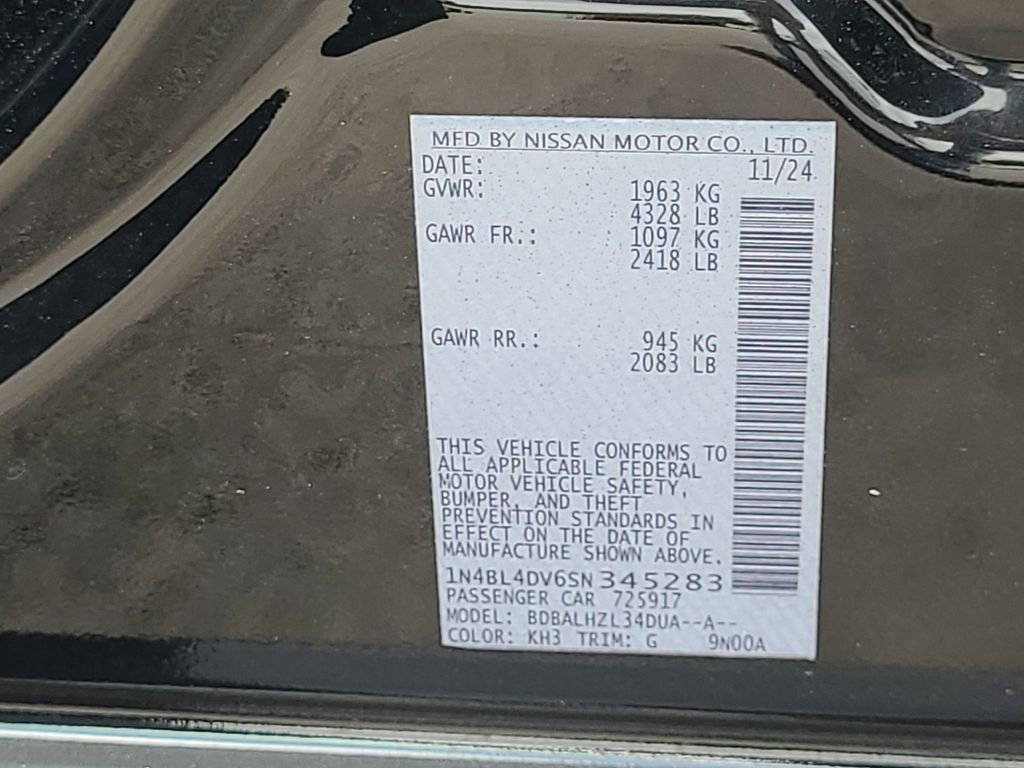 MFD BY NISSAN MOTOR CO., LTD.
DATE: 11/24
GVWR: 1963 KG
4328 LB
GAWR FR.: 1097 KG
2418 LB
GAWR RR.: 945 KG
2083 LB
THIS VEHICLE CONFORMS TO
ALL APPLICABLE FEDERAL
MOTOR VEHICLE SAFETY,
BUMPER, AND THEFT
PREVENTION STANDARDS IN
EFFECT ON THE DATE OF
MANUFACTURE SHOWN ABOVE.
1N4BL4DV6SN345283
PASSENGER CAR 725917
MODEL: BDBALHZL34DUA--A--
COLOR: KH3 TRIM: G 9N00A